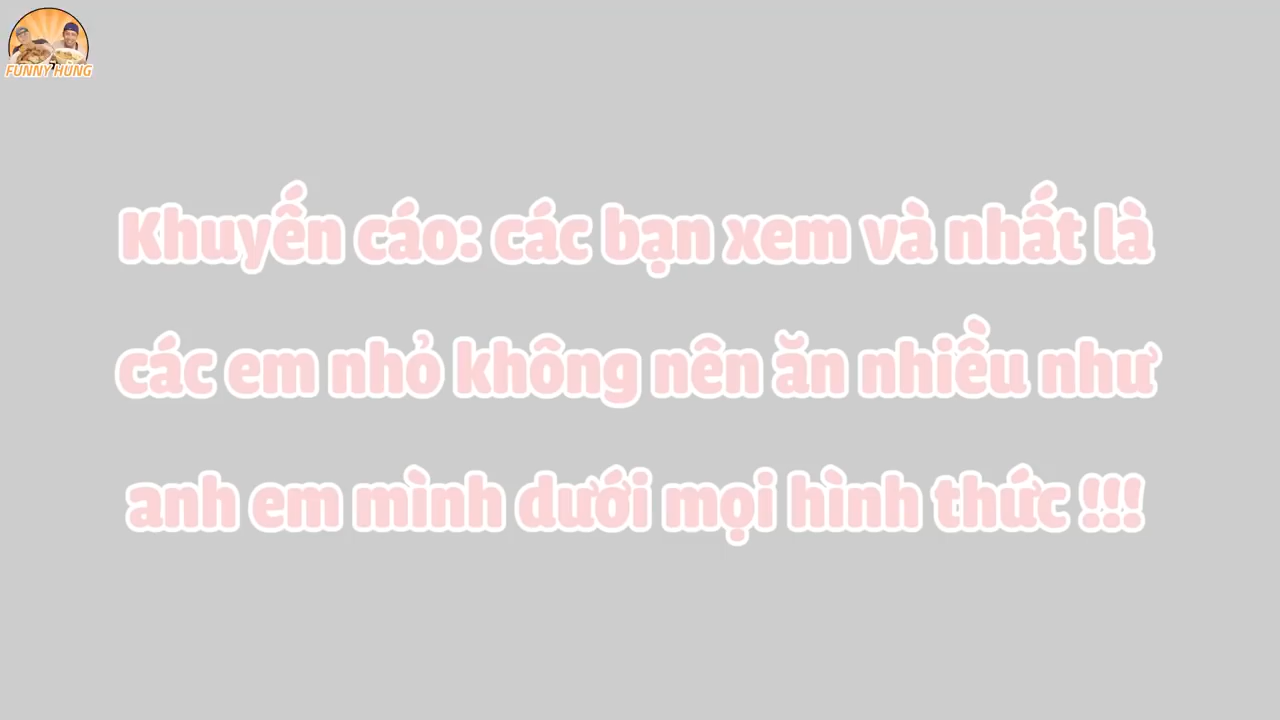 FUNNY HÙNG
Khuyến cáo: các bạn xem và nhất là
các em nhỏ không nên ăn nhiều như
anh em mình dưới mọi hình thức !!!